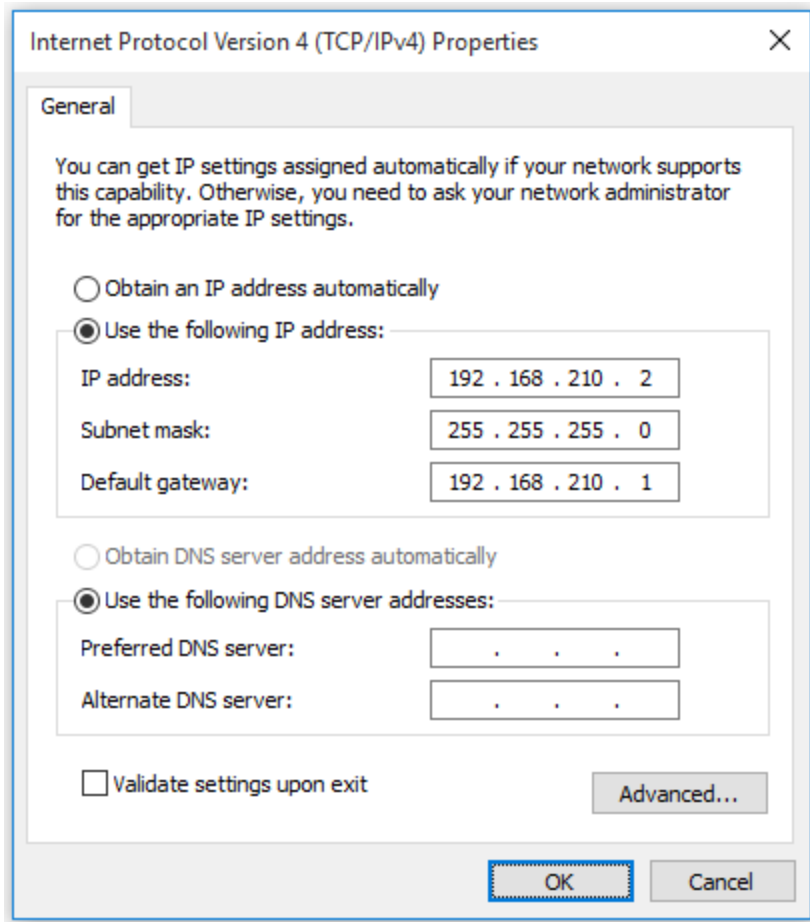 Internet Protocol Version 4 (TCP/IPv4) Properties
General
You can get IP settings assigned automatically if your network supports
this capability. Otherwise, you need to ask your network administrator
for the appropriate IP settings.
Obtain an IP address automatically
Use the following IP address:
IP address: 192 . 168 . 210 . 2
Subnet mask: 255 . 255 . 255 . 0
Default gateway: 192 . 168 . 210 . 1
Obtain DNS server address automatically
Use the following DNS server addresses:
Preferred DNS server: . . .
Alternate DNS server: . . .
Validate settings upon exit
Advanced...
OK Cancel